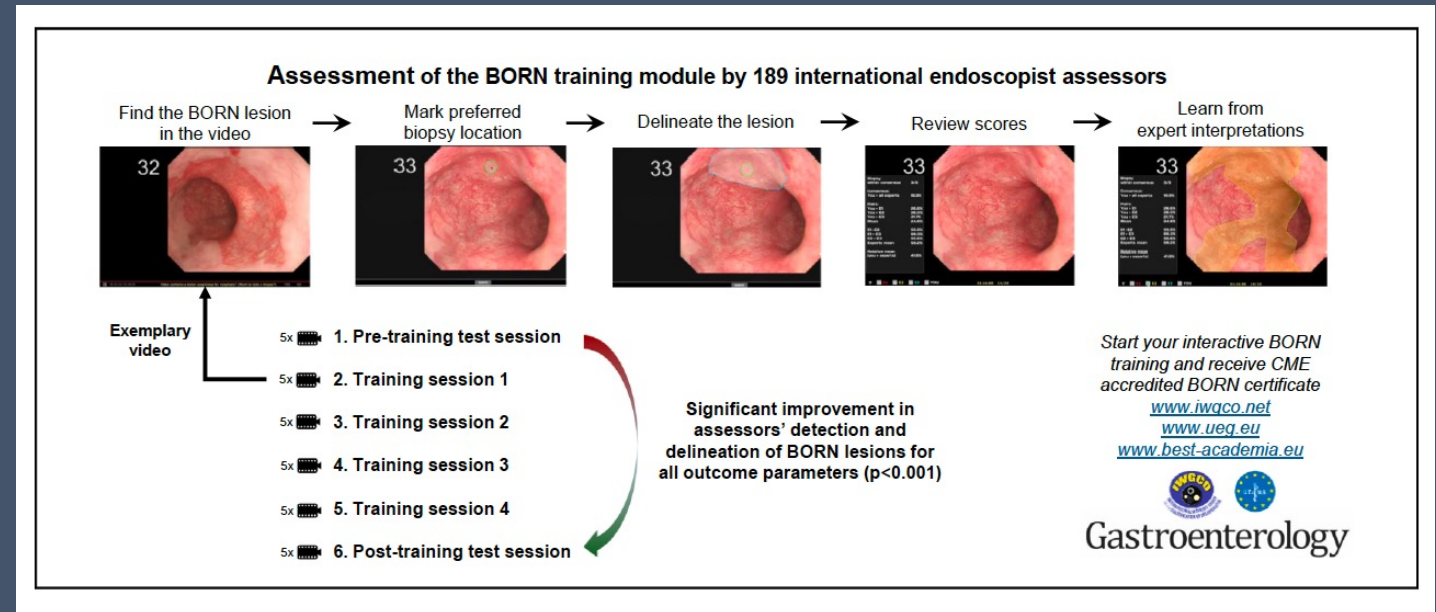 Assessment of the BORN training module by 189 international endoscopist assessors
Find the BORN lesion
in the video
Mark preferred
biopsy location
Delineate the lesion
Review scores
Learn from
expert interpretations
32
33
33
33
33
Exemplary
video
5x 1. Pre-training test session
5x 2. Training session 1
5x 3. Training session 2
5x 4. Training session 3
5x 5. Training session 4
5x 6. Post-training test session
Significant improvement in
assessors' detection and
delineation of BORN lesions for
all outcome parameters (p<0.001)
Start your interactive BORN
training and receive CME
accredited BORN certificate
www.iwgco.net
www.ueg.eu
www.best-academia.eu
IWGCO
Gastroenterology